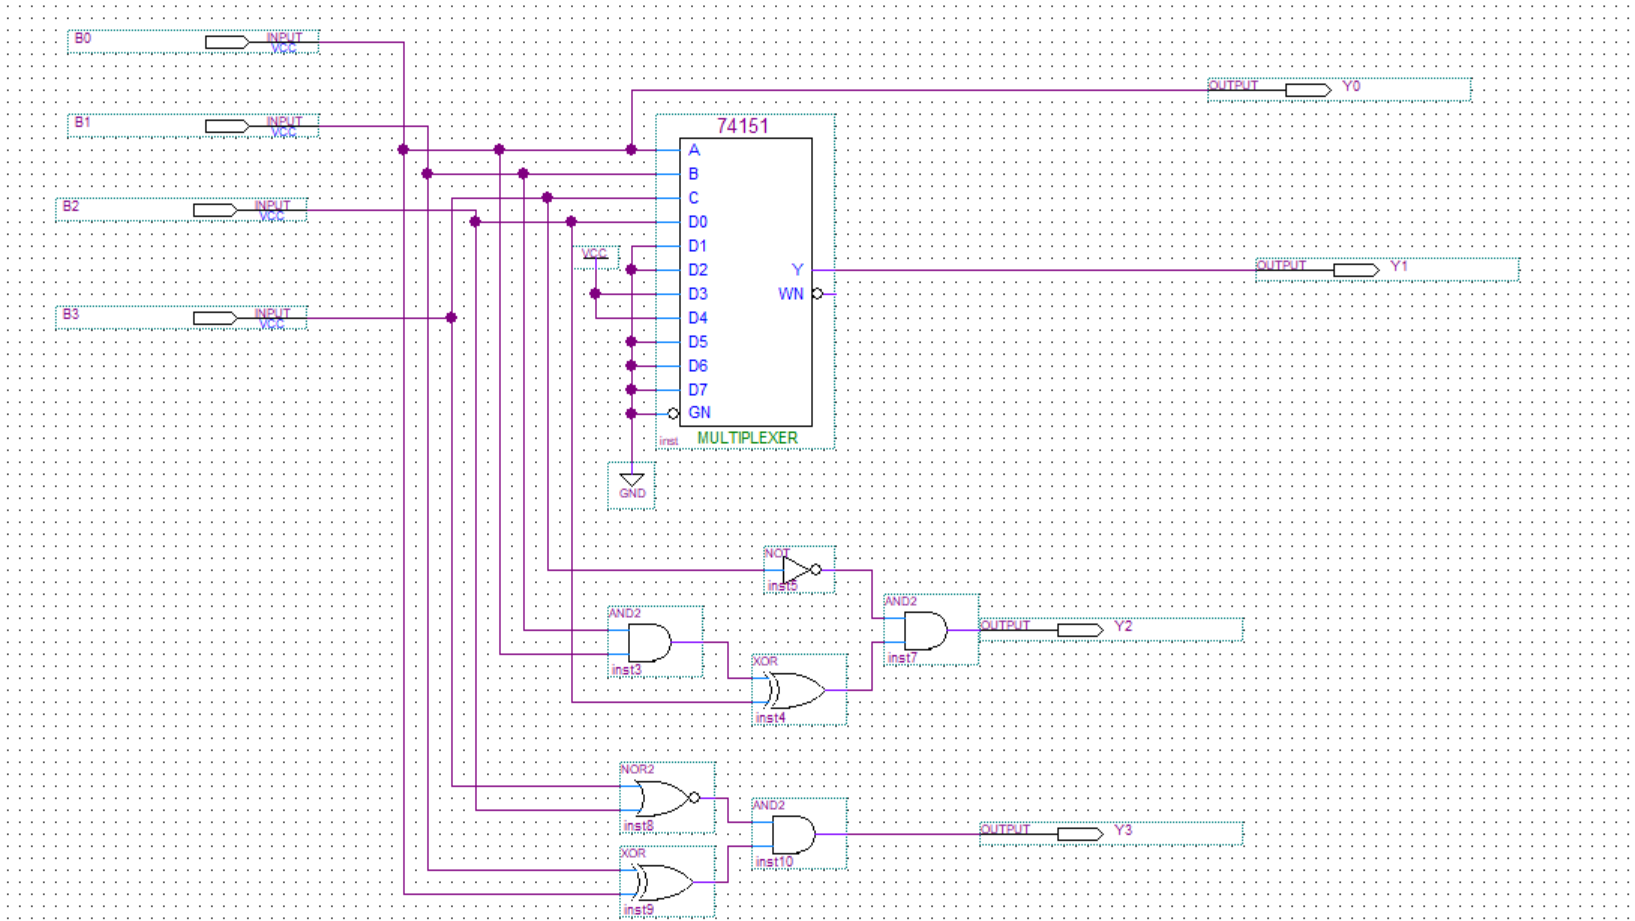 B0
INPUT
VCC
OUTPUT
Y0
B1
INPUT
VCC
74151
A
B
C
D0
D1
D2
D3
D4
D5
D6
D7
GN
Y
WN
inst
MULTIPLEXER
B2
INPUT
VCC
VCC
OUTPUT
Y1
B3
INPUT
VCC
GND
NOT
inst5
AND2
inst3
XOR
inst4
AND2
inst7
OUTPUT
Y2
NOR2
inst8
AND2
inst10
OUTPUT
Y3
XOR
inst9